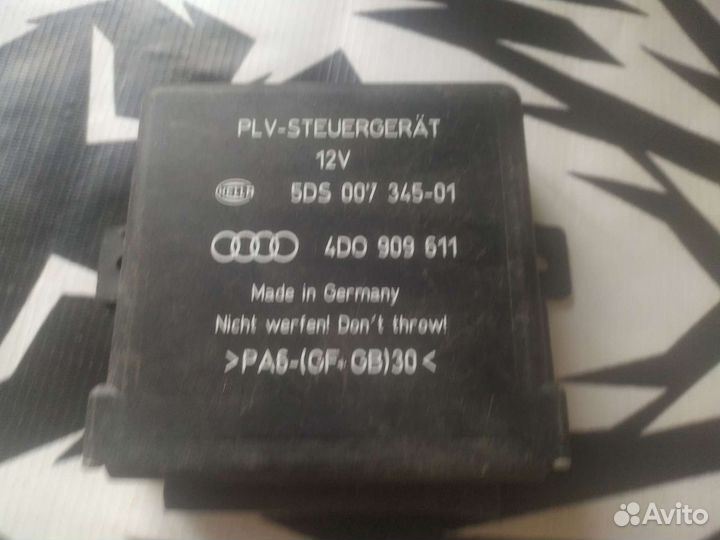 PLV-STEUERGERÄT
12V
HELLA 5DS 007 345-01
4D0 909 611
Made in Germany
Nicht werfen! Don't throw!
>PA6-(GF+GB)30<
Avito